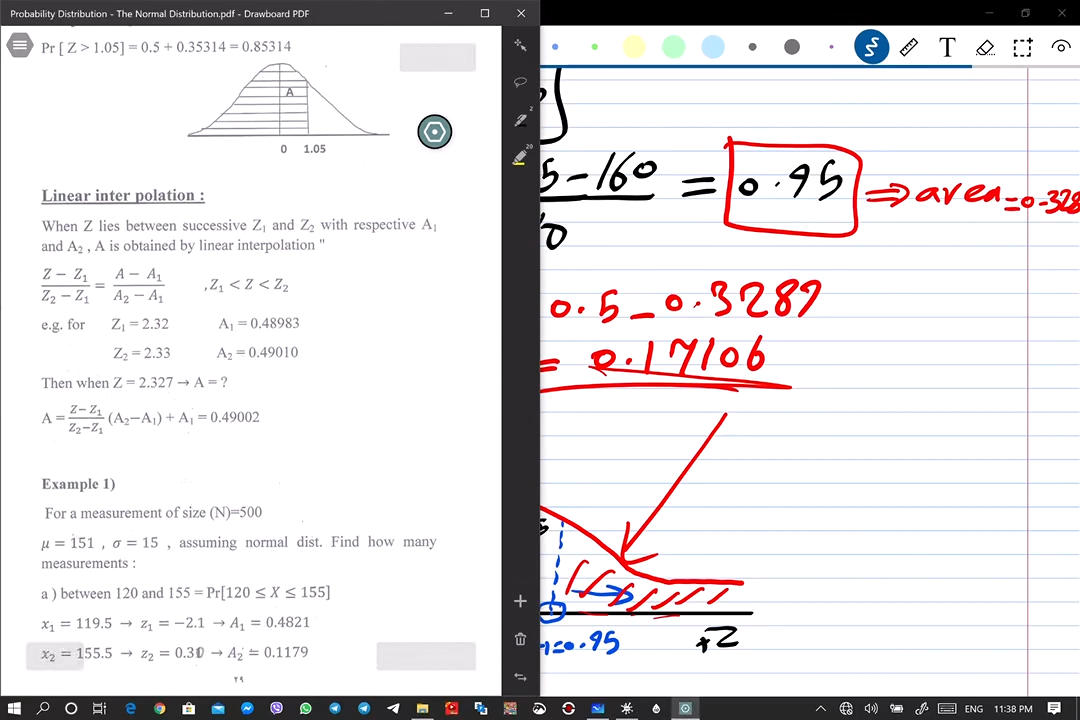 Probability Distribution - The Normal Distribution.pdf - Drawboard PDF
Pr [ Z > 1.05] = 0.5 + 0.35314 = 0.85314
A
0 1.05
Linear inter polation :
When Z lies between successive Z₁ and Z₂ with respective A₁
and A₂ , A is obtained by linear interpolation "
Z − Z₁ / Z₂ − Z₁ = A − A₁ / A₂ − A₁ , Z₁ < Z < Z₂
e.g. for Z₁ = 2.32 A₁ = 0.48983
Z₂ = 2.33 A₂ = 0.49010
Then when Z = 2.327 → A = ?
A = Z−Z₁ / Z₂−Z₁ (A₂−A₁) + A₁ = 0.49002
Example 1)
For a measurement of size (N)=500
μ = 151 , σ = 15 , assuming normal dist. Find how many
measurements :
a ) between 120 and 155 = Pr[120 ≤ X ≤ 155]
x₁ = 119.5 → z₁ = −2.1 → A₁ = 0.4821
x₂ = 155.5 → z₂ = 0.30 → A₂ = 0.1179
٢٩
2
20
T
5 − 160 = 0.95 ⇒ area = 0.328
0.5 − 0.3289
= 0.17106
=0.95
+Z
ENG 11:38 PM